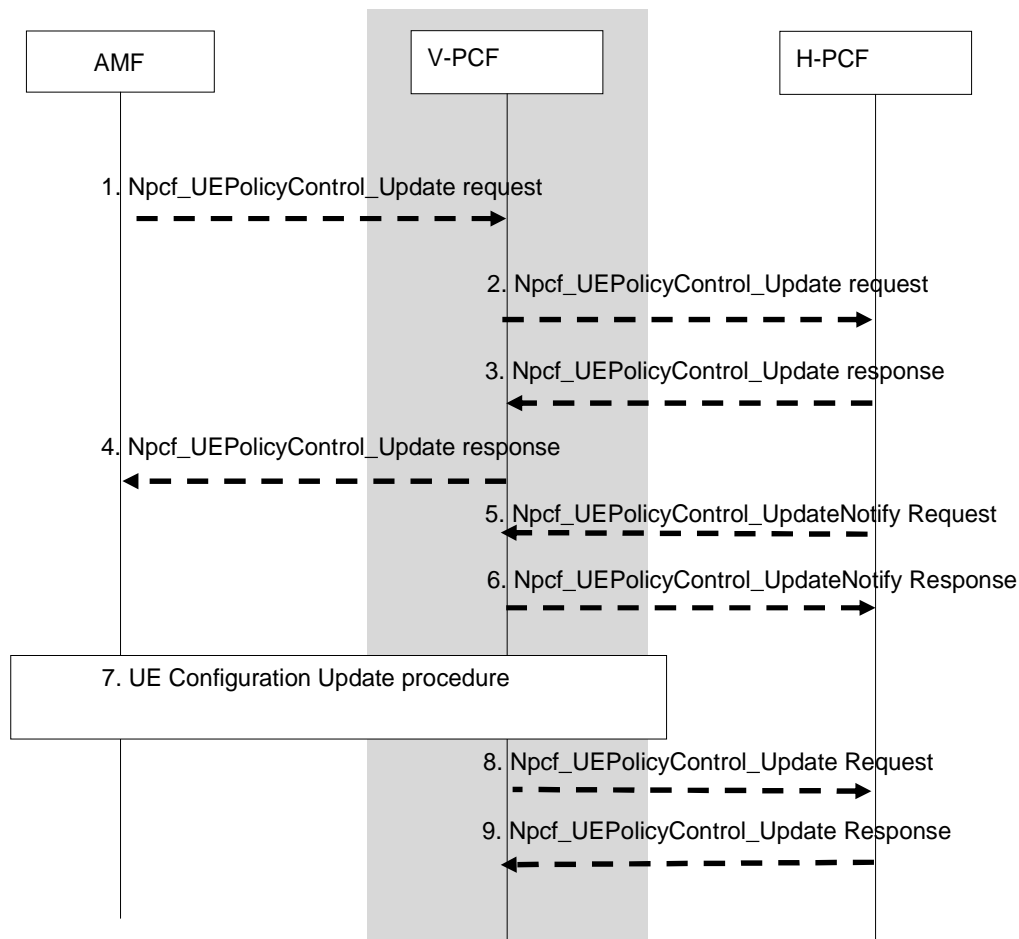 AMF
V-PCF
H-PCF
1. Npcf_UEPolicyControl_Update request
2. Npcf_UEPolicyControl_Update request
3. Npcf_UEPolicyControl_Update response
4. Npcf_UEPolicyControl_Update response
5. Npcf_UEPolicyControl_UpdateNotify Request
6. Npcf_UEPolicyControl_UpdateNotify Response
7. UE Configuration Update procedure
8. Npcf_UEPolicyControl_Update Request
9. Npcf_UEPolicyControl_Update Response